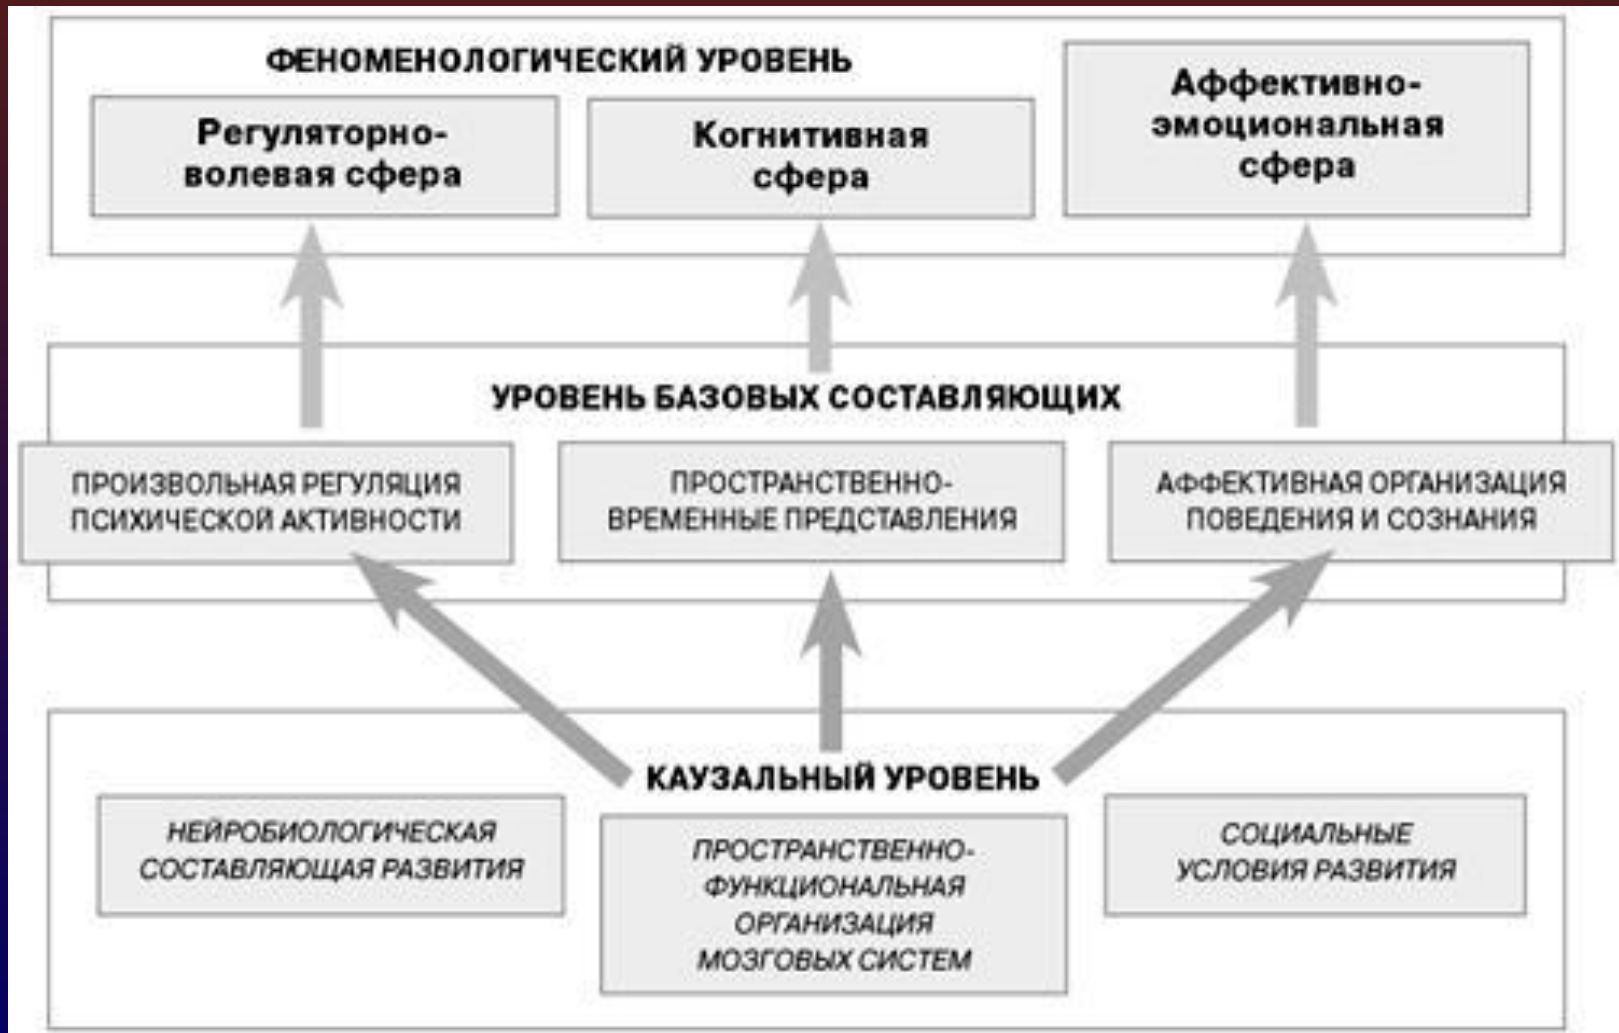 ФЕНОМЕНОЛОГИЧЕСКИЙ УРОВЕНЬ
Регуляторно-
волевая сфера
Когнитивная
сфера
Аффективно-
эмоциональная
сфера
УРОВЕНЬ БАЗОВЫХ СОСТАВЛЯЮЩИХ
ПРОИЗВОЛЬНАЯ РЕГУЛЯЦИЯ
ПСИХИЧЕСКОЙ АКТИВНОСТИ
ПРОСТРАНСТВЕННО-
ВРЕМЕННЫЕ ПРЕДСТАВЛЕНИЯ
АФФЕКТИВНАЯ ОРГАНИЗАЦИЯ
ПОВЕДЕНИЯ И СОЗНАНИЯ
КАУЗАЛЬНЫЙ УРОВЕНЬ
НЕЙРОБИОЛОГИЧЕСКАЯ
СОСТАВЛЯЮЩАЯ РАЗВИТИЯ
ПРОСТРАНСТВЕННО-
ФУНКЦИОНАЛЬНАЯ
ОРГАНИЗАЦИЯ
МОЗГОВЫХ СИСТЕМ
СОЦИАЛЬНЫЕ
УСЛОВИЯ РАЗВИТИЯ